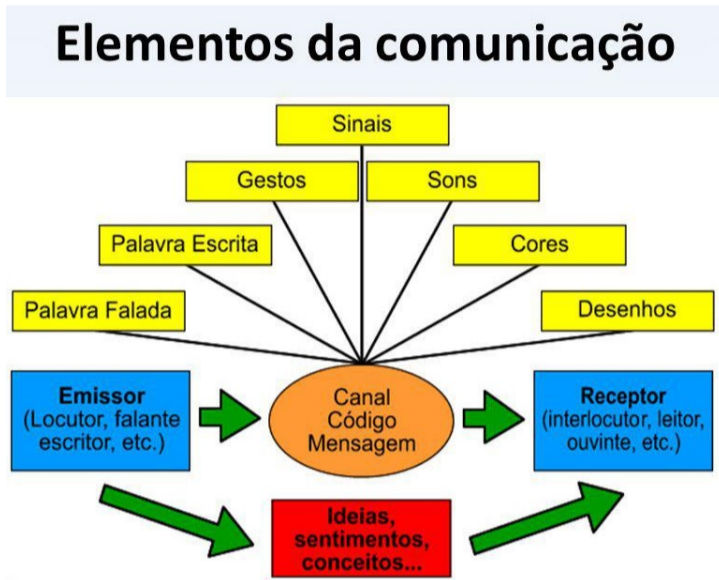 Elementos da comunicação
Sinais
Gestos
Sons
Palavra Escrita
Cores
Palavra Falada
Desenhos
Emissor
(Locutor, falante
escritor, etc.)
Canal
Código
Mensagem
Receptor
(interlocutor, leitor,
ouvinte, etc.)
Ideias,
sentimentos,
conceitos...